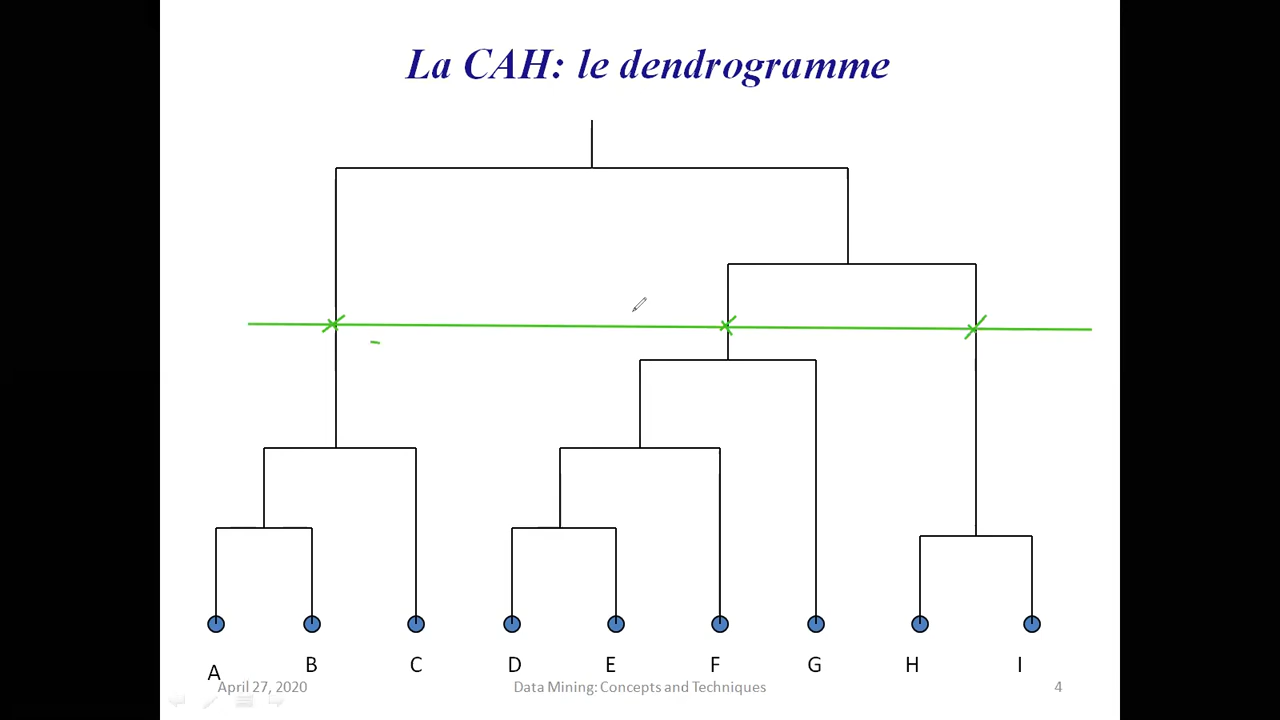 La CAH: le dendrogramme
A B C D E F G H I
April 27, 2020 Data Mining: Concepts and Techniques 4